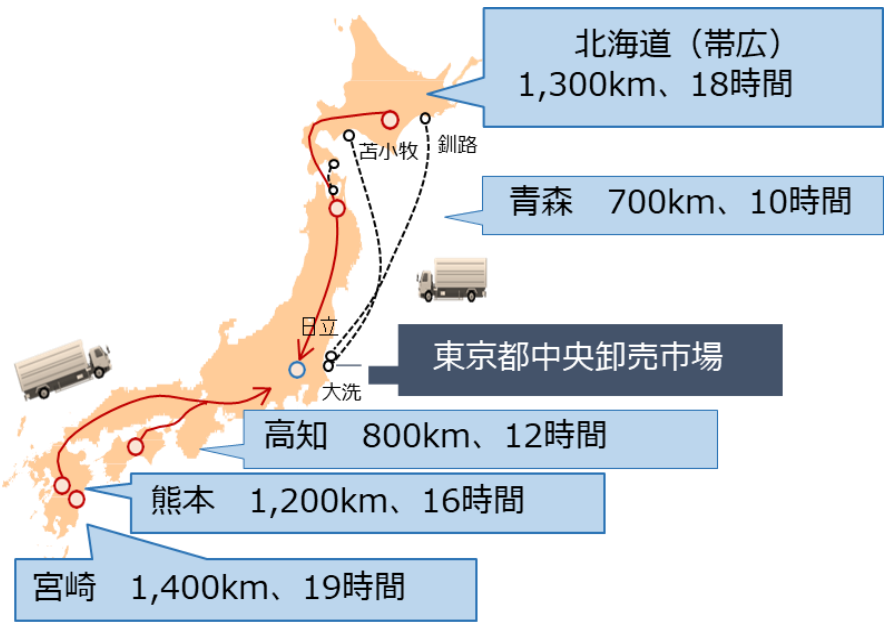 北海道（帯広）
1,300km、18時間
苫小牧
釧路
青森　700km、10時間
日立
東京都中央卸売市場
大洗
高知　800km、12時間
熊本　1,200km、16時間
宮崎　1,400km、19時間